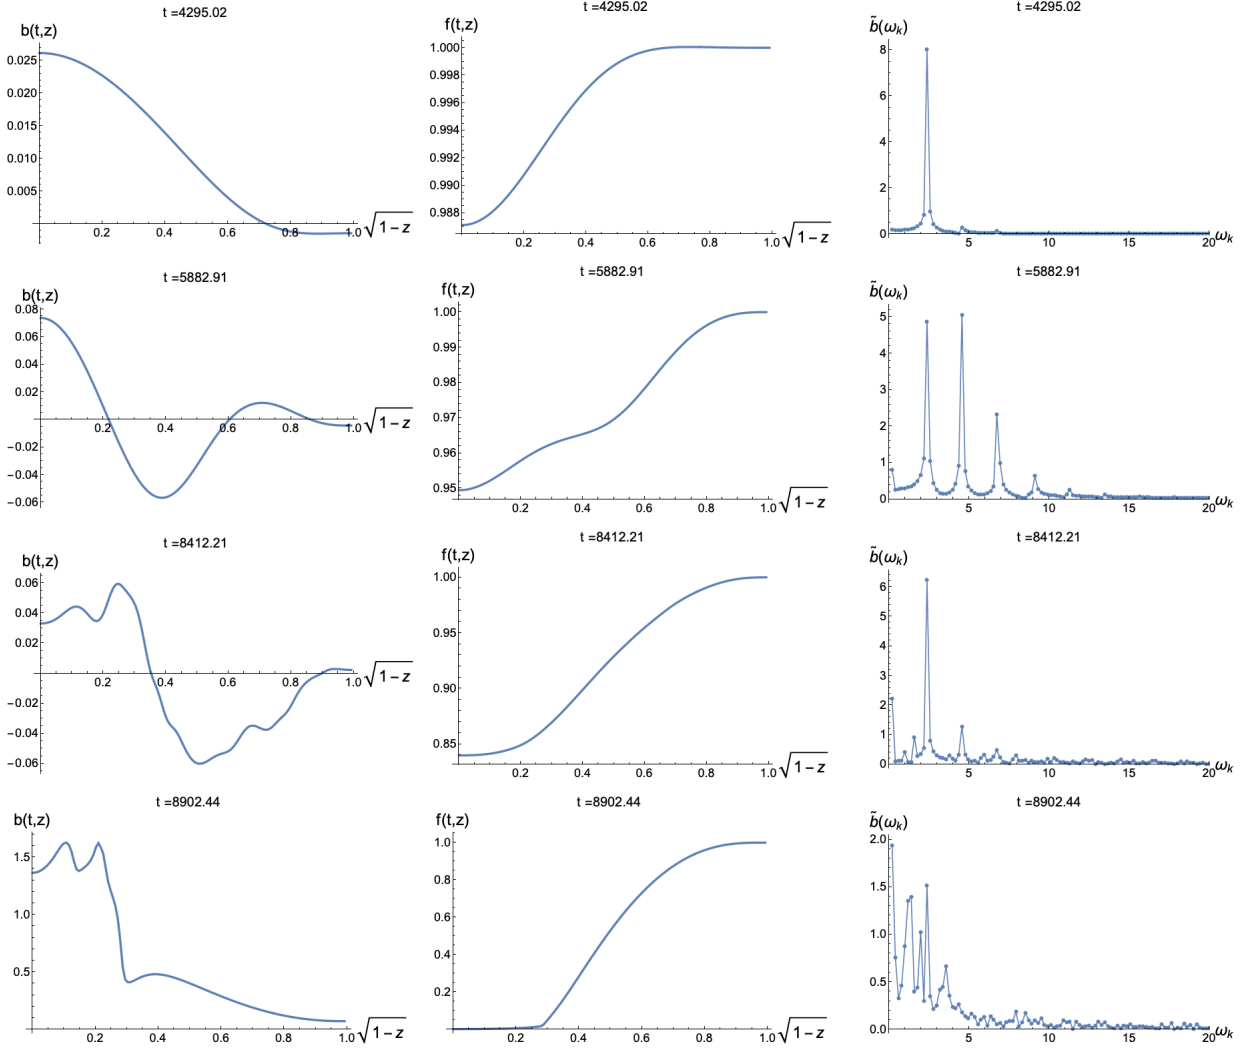 t =4295.02
b(t,z)
0.025
0.020
0.015
0.010
0.005
0.2 0.4 0.6 0.8 1.0
√1 − z
t =4295.02
f(t,z)
1.000
0.998
0.996
0.994
0.992
0.990
0.988
0.2 0.4 0.6 0.8 1.0
√1 − z
t =4295.02
b̃(ωk)
8
6
4
2
0
5 10 15 20
ωk
t =5882.91
b(t,z)
0.08
0.06
0.04
0.02
0.2 0.4 0.6 0.8 1.0
√1 − z
−0.02
−0.04
−0.06
t =5882.91
f(t,z)
1.00
0.99
0.98
0.97
0.96
0.95
0.2 0.4 0.6 0.8 1.0
√1 − z
t =5882.91
b̃(ωk)
5
4
3
2
1
0
5 10 15 20
ωk
t =8412.21
b(t,z)
0.06
0.04
0.02
0.2 0.4 0.6 0.8 1.0
√1 − z
−0.02
−0.04
−0.06
t =8412.21
f(t,z)
1.00
0.95
0.90
0.85
0.2 0.4 0.6 0.8 1.0
√1 − z
t =8412.21
b̃(ωk)
6
5
4
3
2
1
0
5 10 15 20
ωk
t =8902.44
b(t,z)
1.5
1.0
0.5
0.2 0.4 0.6 0.8 1.0
√1 − z
t =8902.44
f(t,z)
1.0
0.8
0.6
0.4
0.2
0.2 0.4 0.6 0.8 1.0
√1 − z
t =8902.44
b̃(ωk)
2.0
1.5
1.0
0.5
0.0
5 10 15 20
ωk